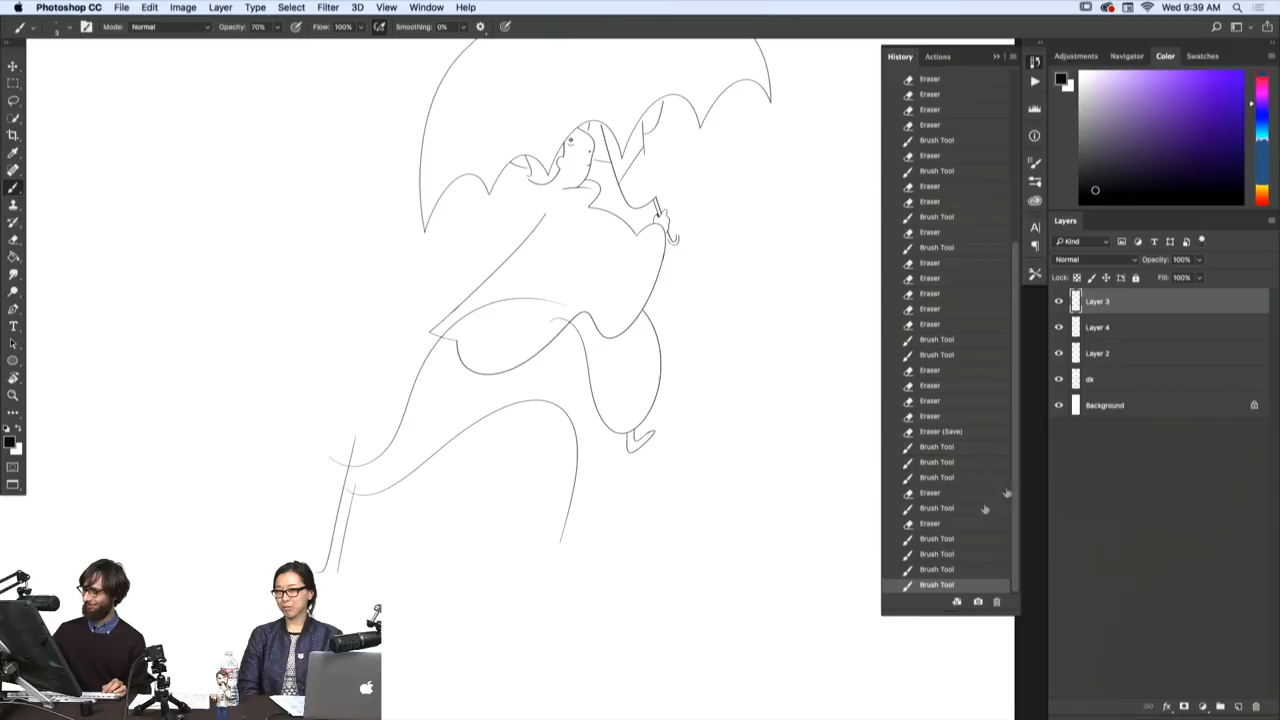 Photoshop CC File Edit Image Layer Type Select Filter 3D View Window Help Wed 9:39 AM
3 Mode: Normal Opacity: 70% Flow: 100% Smoothing: 0%
History Actions
Adjustments Navigator Color Swatches
Eraser
Eraser
Eraser
Eraser
Brush Tool
Eraser
Brush Tool
Eraser
Eraser
Brush Tool
Eraser
Brush Tool
Eraser
Eraser
Eraser
Eraser
Eraser
Brush Tool
Brush Tool
Eraser
Eraser
Eraser
Eraser
Eraser (Save)
Brush Tool
Brush Tool
Brush Tool
Eraser
Brush Tool
Eraser
Brush Tool
Brush Tool
Brush Tool
Brush Tool
Layers
Kind
Normal Opacity: 100%
Lock: Fill: 100%
Layer 3
Layer 4
Layer 2
dk
Background